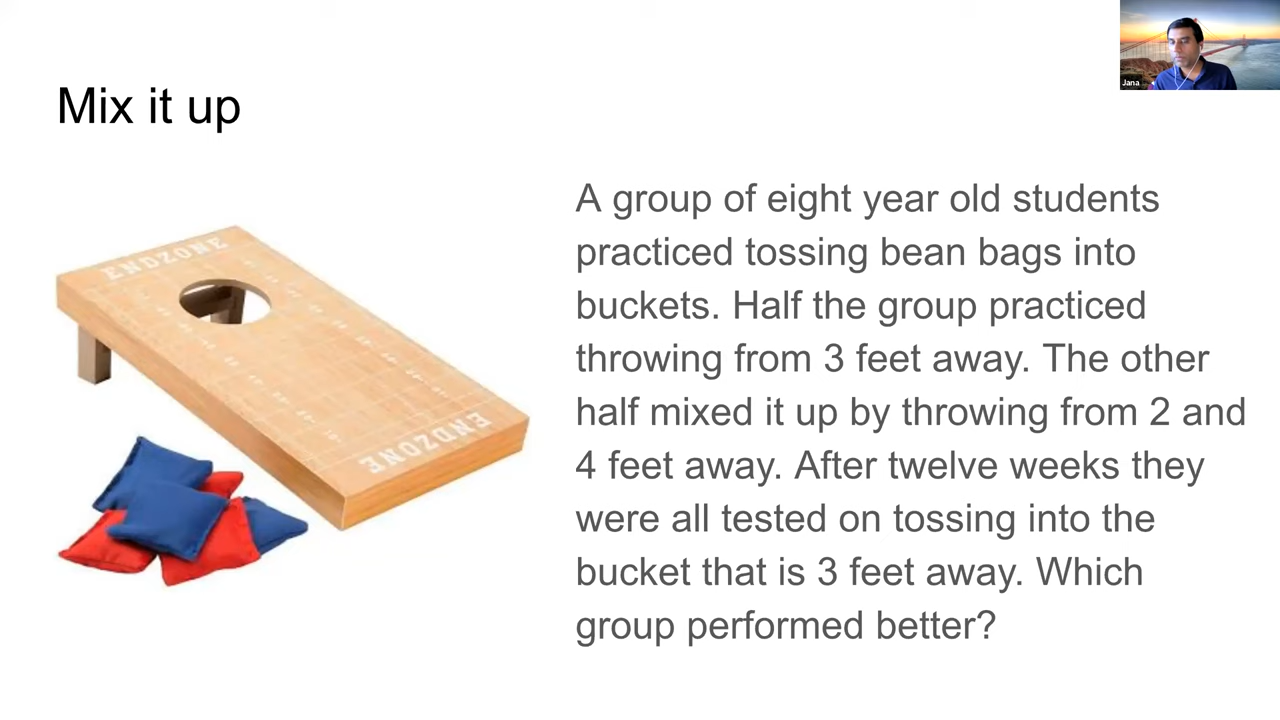 Jana
Mix it up
ENDZONE
ENDZONE
A group of eight year old students
practiced tossing bean bags into
buckets. Half the group practiced
throwing from 3 feet away. The other
half mixed it up by throwing from 2 and
4 feet away. After twelve weeks they
were all tested on tossing into the
bucket that is 3 feet away. Which
group performed better?